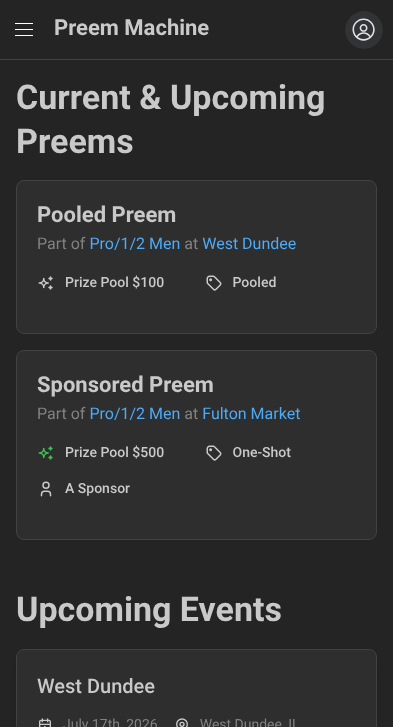 Preem Machine
Current & Upcoming
Preems
Pooled Preem
Part of Pro/1/2 Men at West Dundee
Prize Pool $100 Pooled
Sponsored Preem
Part of Pro/1/2 Men at Fulton Market
Prize Pool $500 One-Shot
A Sponsor
Upcoming Events
West Dundee
July 17th, 2026 West Dundee, IL